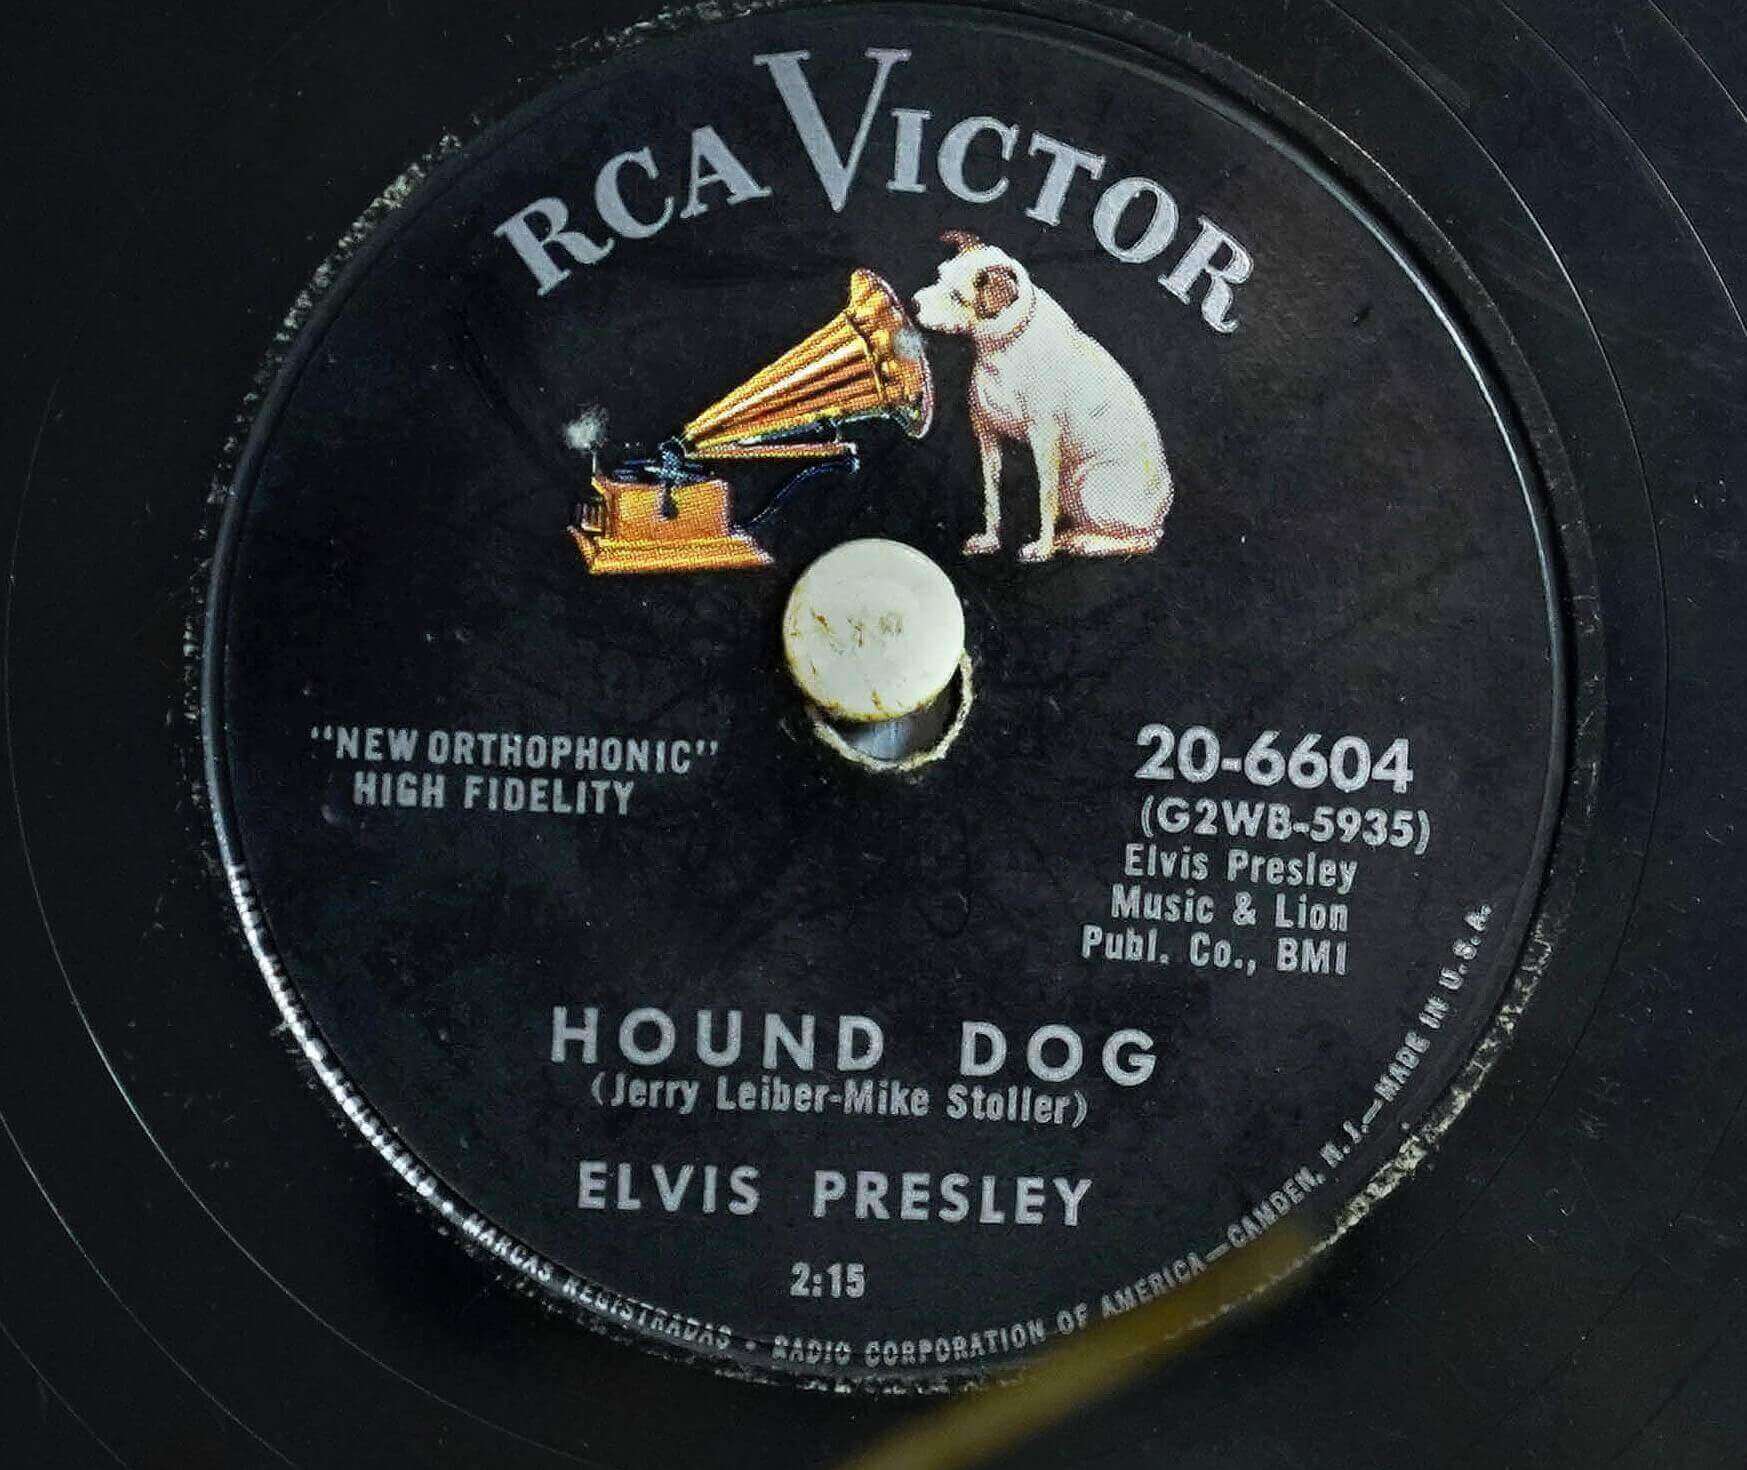 RCA VICTOR
"NEW ORTHOPHONIC"
HIGH FIDELITY
20-6604
(G2WB-5935)
Elvis Presley
Music & Lion
Publ. Co., BMI
HOUND DOG
(Jerry Leiber-Mike Stoller)
ELVIS PRESLEY
2:15
REGISTERED • MARCAS REGISTRADAS • RADIO CORPORATION OF AMERICA—CAMDEN, N. J.—MADE IN U.S.A.